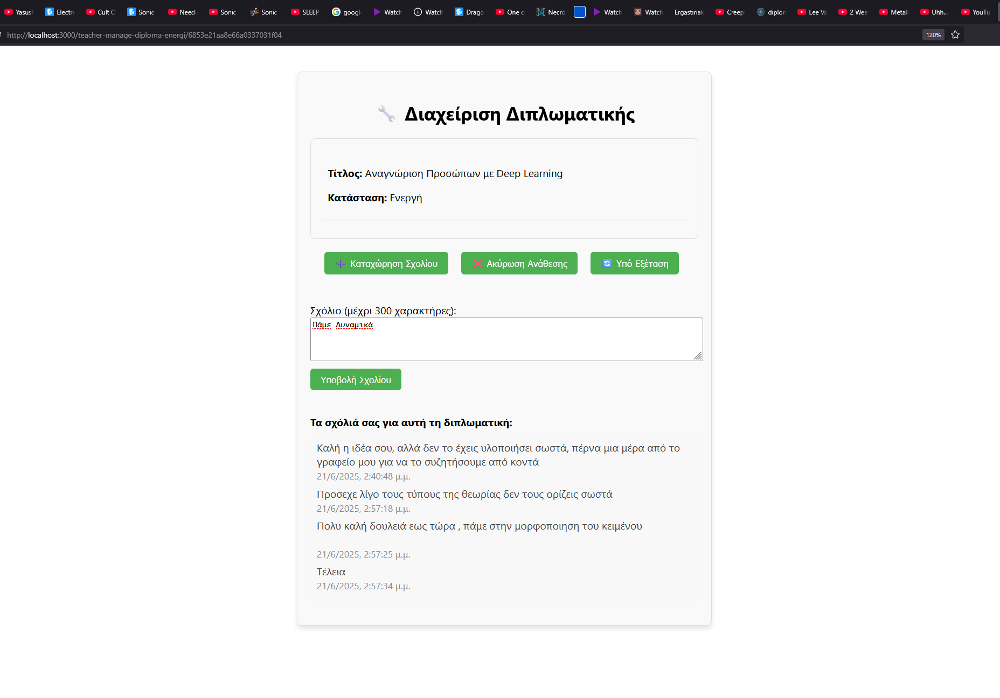 Yasush
Electri
Cult O
Sonic
Needl
Sonic
Sonic
SLEEP
googl
Watch
Watch
Drago
One o
Necro
Watch
Watch
Ergastiriak
Creepi
diplon
Lee Va
2 Wee
Metall
Uhh...
YouTu
http://localhost:3000/teacher-manage-diploma-energi/6853e21aa8e66a0337031f04
120%
Διαχείριση Διπλωματικής
Τίτλος: Αναγνώριση Προσώπων με Deep Learning
Κατάσταση: Ενεργή
Καταχώρηση Σχολίου
Ακύρωση Ανάθεσης
Υπό Εξέταση
Σχόλιο (μέχρι 300 χαρακτήρες):
Πάμε Δυναμικά
Υποβολή Σχολίου
Τα σχόλιά σας για αυτή τη διπλωματική:
Καλή η ιδέα σου, αλλά δεν το έχεις υλοποιήσει σωστά, πέρνα μια μέρα από το
γραφείο μου για να το συζητήσουμε από κοντά
21/6/2025, 2:40:48 μ.μ.
Προσεχε λίγο τους τύπους της θεωρίας δεν τους ορίζεις σωστά
21/6/2025, 2:57:18 μ.μ.
Πολυ καλή δουλειά εως τώρα , πάμε στην μορφοποιηση του κειμένου
21/6/2025, 2:57:25 μ.μ.
Τέλεια
21/6/2025, 2:57:34 μ.μ.